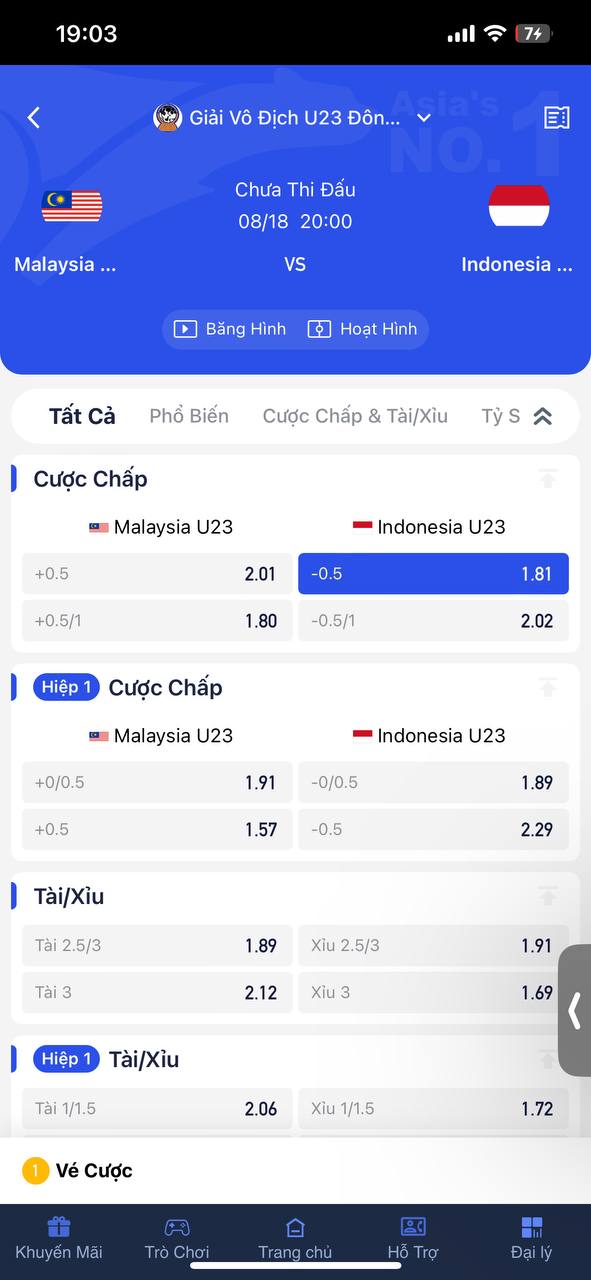 19:03
7
Asia's
NO.1
Giải Vô Địch U23 Đôn...
Chưa Thi Đấu
08/18 20:00
Malaysia ...
VS
Indonesia ...
Băng Hình
Hoạt Hình
Tất Cả Phổ Biến Cược Chấp & Tài/Xỉu Tỷ S
Cược Chấp
Malaysia U23 Indonesia U23
+0.5 2.01 -0.5 1.81
+0.5/1 1.80 -0.5/1 2.02
Hiệp 1 Cược Chấp
Malaysia U23 Indonesia U23
+0/0.5 1.91 -0/0.5 1.89
+0.5 1.57 -0.5 2.29
Tài/Xỉu
Tài 2.5/3 1.89 Xỉu 2.5/3 1.91
Tài 3 2.12 Xỉu 3 1.69
Hiệp 1 Tài/Xỉu
Tài 1/1.5 2.06 Xỉu 1/1.5 1.72
1 Vé Cược
Khuyến Mãi Trò Chơi Trang chủ Hỗ Trợ Đại lý